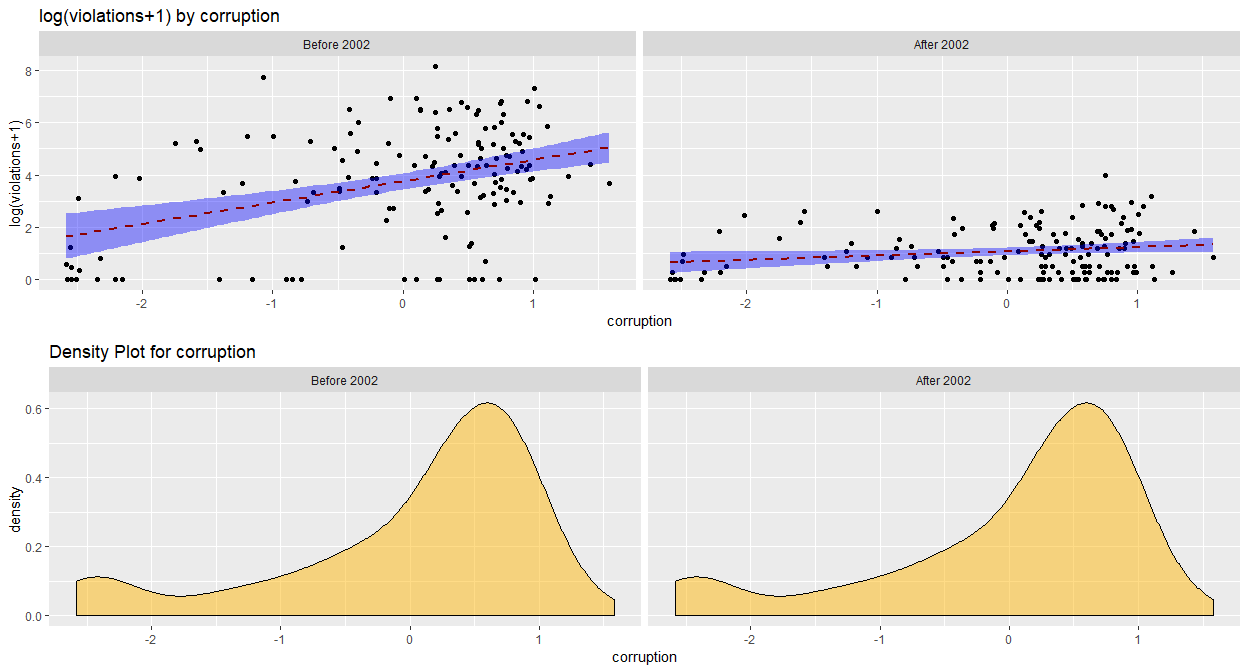 log(violations+1) by corruption
Before 2002
After 2002
log(violations+1)
8
6
4
2
0
-2
-1
0
1
-2
-1
0
1
corruption
Density Plot for corruption
Before 2002
After 2002
density
0.6
0.4
0.2
0.0
-2
-1
0
1
-2
-1
0
1
corruption